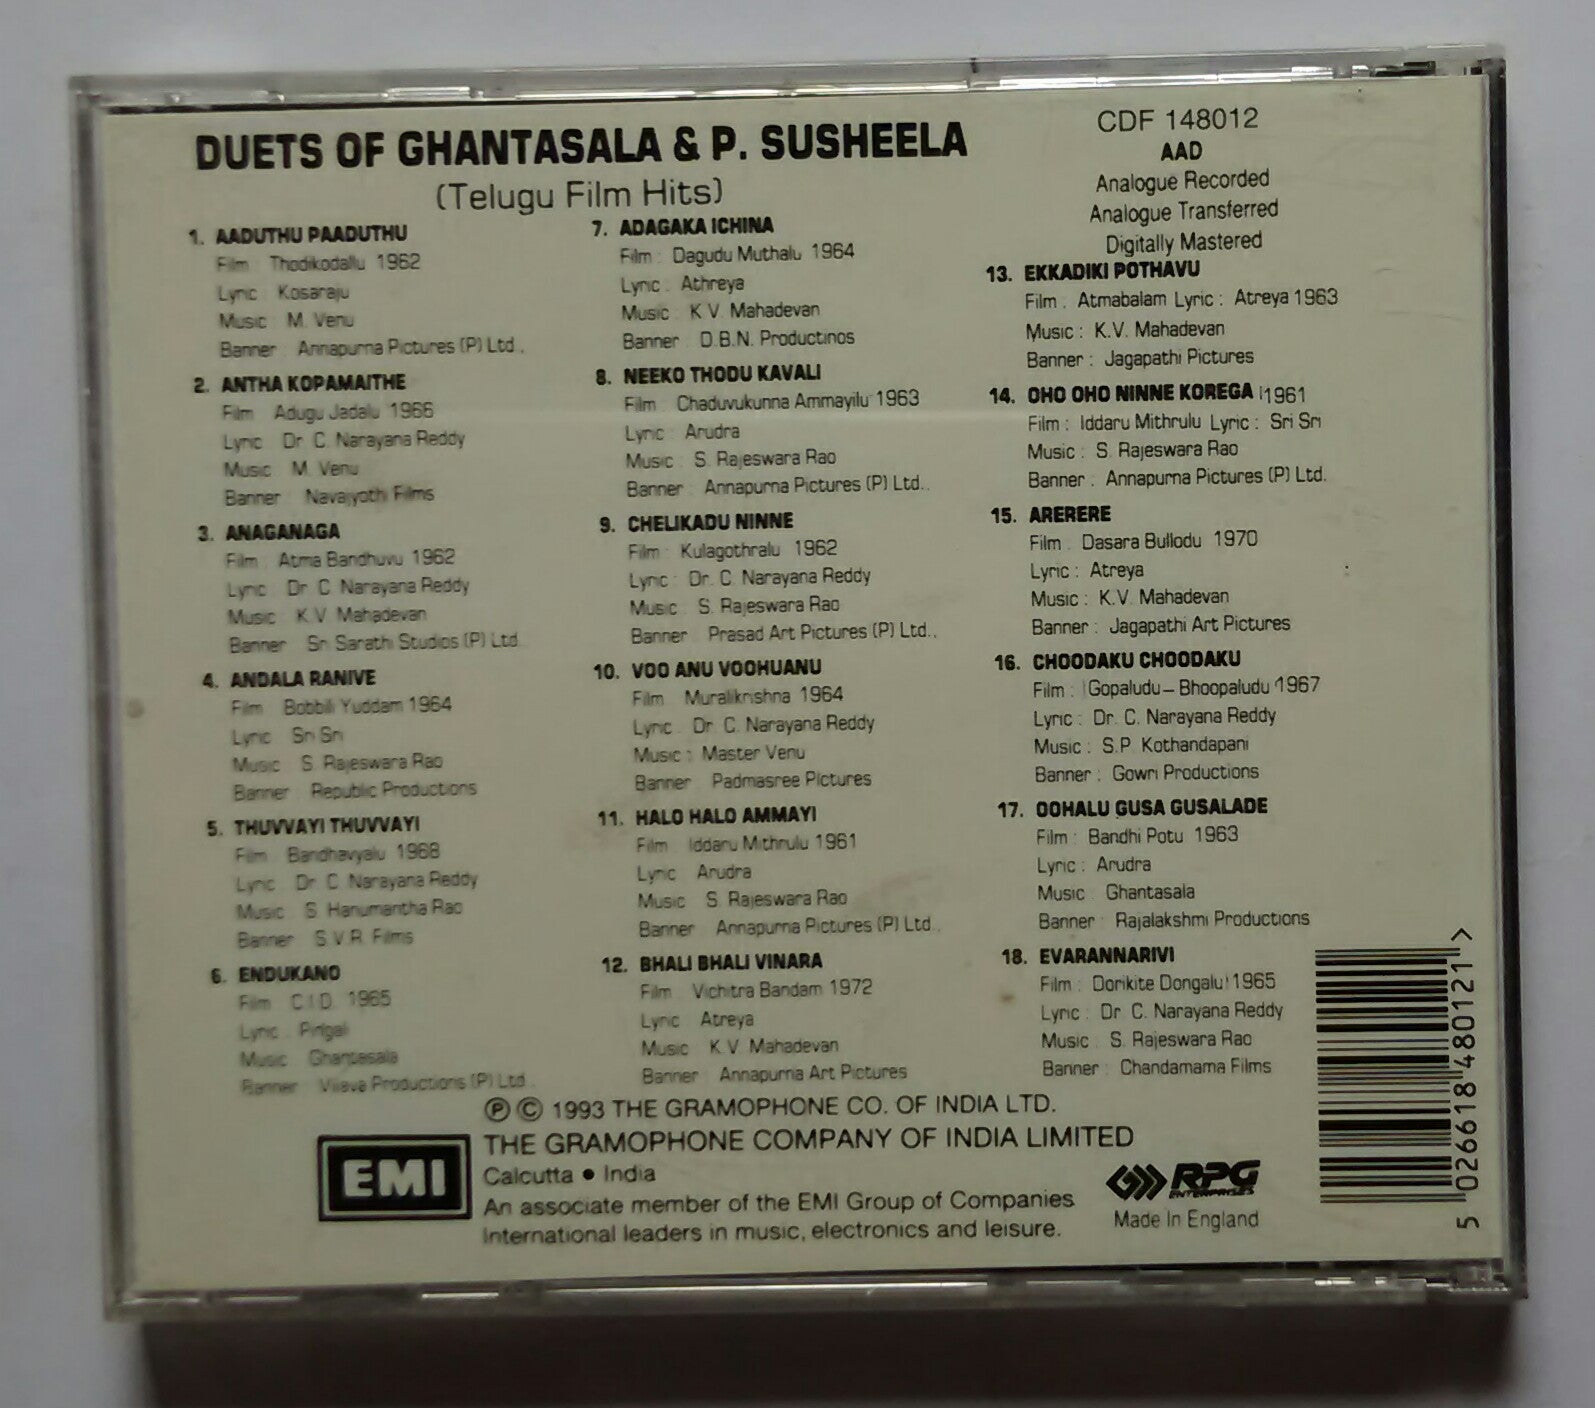 DUETS OF GHANTASALA & P. SUSHEELA
(Telugu Film Hits)
CDF 148012
AAD
Analogue Recorded
Analogue Transferred
Digitally Mastered
1. AADUTHU PAADUTHU
Film Thodikodallu 1962
Lyric Kosaraju
Music M. Venu
Banner Annapurna Pictures (P) Ltd.,
2. ANTHA KOPAMAITHE
Film Adugu Jadalu 1966
Lyric Dr C. Narayana Reddy
Music M. Venu
Banner Navajyothi Films
3. ANAGANAGA
Film Atma Bandhuvu 1962
Lyric Dr C. Narayana Reddy
Music K.V. Mahadevan
Banner Sri Sarathi Studios (P) Ltd.
4. ANDALA RANIVE
Film Bobbili Yuddam 1964
Lyric Sri Sri
Music S. Rajeswara Rao
Banner Republic Productions
5. THUVVAYI THUVVAYI
Film Bandhavyalu 1968
Lyric Dr C. Narayana Reddy
Music S. Hanumantha Rao
Banner S.V.R. Films
6. ENDUKANO
Film C.I.D. 1965
Lyric Pingali
Music Ghantasala
Banner Productions (P) Ltd.
7. ADAGAKA ICHINA
Film : Dagudu Muthalu 1964
Lyric : Athreya
Music : K.V. Mahadevan
Banner : D.B.N. Productinos
8. NEEKO THODU KAVALI
Film : Chaduvukunna Ammayilu 1963
Lyric : Arudra
Music : S. Rajeswara Rao
Banner : Annapurna Pictures (P) Ltd.
9. CHELIKADU NINNE
Film : Kulagothralu 1962
Lyric : Dr. C. Narayana Reddy
Music : S. Rajeswara Rao
Banner : Prasad Art Pictures (P) Ltd.,
10. VOO ANU VOOHUANU
Film Muralikrishna 1964
Lyric : Dr. C. Narayana Reddy
Music : Master Venu
Banner : Padmasree Pictures
11. HALO HALO AMMAYI
Film : Iddaru Mithrulu 1961
Lyric Arudra
Music S. Rajeswara Rao
Banner : Annapurna Pictures (P) Ltd.
12. BHALI BHALI VINARA
Film : Vichitra Bandam 1972
Lyric : Atreya
Music : K.V. Mahadevan
Banner : Annapurna Art Pictures
13. EKKADIKI POTHAVU
Film : Atmabalam Lyric : Atreya 1963
Music : K.V. Mahadevan
Banner : Jagapathi Pictures
14. OHO OHO NINNE KOREGA 1961
Film : Iddaru Mithrulu Lyric : Sri Sri
Music : S. Rajeswara Rao
Banner : Annapurna Pictures (P) Ltd.
15. ARERERE
Film : Dasara Bullodu 1970
Lyric : Atreya
Music : K.V. Mahadevan
Banner : Jagapathi Art Pictures
16. CHOODAKU CHOODAKU
Film : Gopaludu – Bhoopaludu 1967
Lyric : Dr. C. Narayana Reddy
Music : S.P. Kothandapani
Banner : Gowri Productions
17. OOHALU GUSA GUSALADE
Film : Bandhi Potu 1963
Lyric : Arudra
Music : Ghantasala
Banner : Rajalakshmi Productions
18. EVARANNARIVI
Film : Dorikite Dongalu 1965
Lyric : Dr. C. Narayana Reddy
Music : S. Rajeswara Rao
Banner : Chandamama Films
℗ © 1993 THE GRAMOPHONE CO. OF INDIA LTD.
EMI
THE GRAMOPHONE COMPANY OF INDIA LIMITED
Calcutta • India
An associate member of the EMI Group of Companies
International leaders in music, electronics and leisure.
RPG
ENTERPRISES
Made In England
5 026618 480121 >